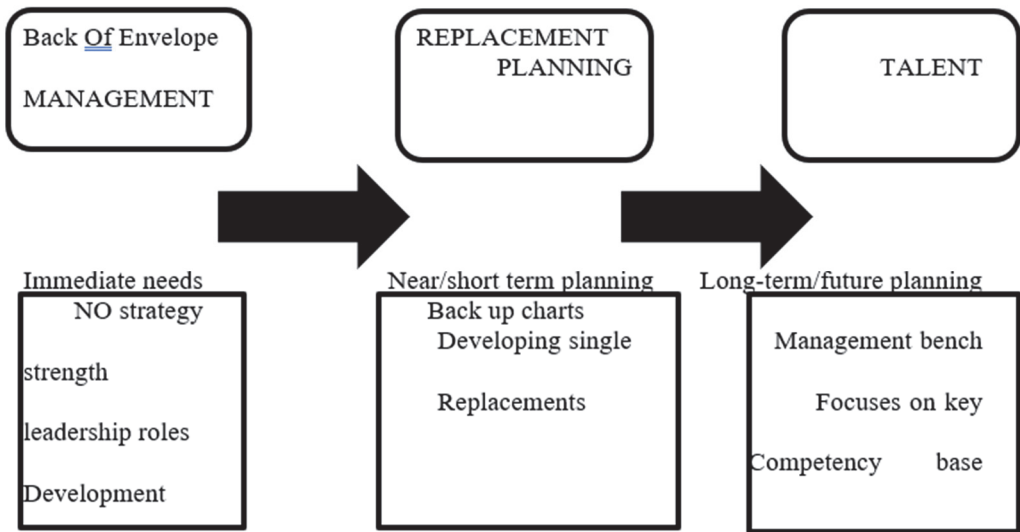 Back Of Envelope
MANAGEMENT
REPLACEMENT
PLANNING
TALENT
Immediate needs
NO strategy
strength
leadership roles
Development
Near/short term planning
Back up charts
Developing single
Replacements
Long-term/future planning
Management bench
Focuses on key
Competency base